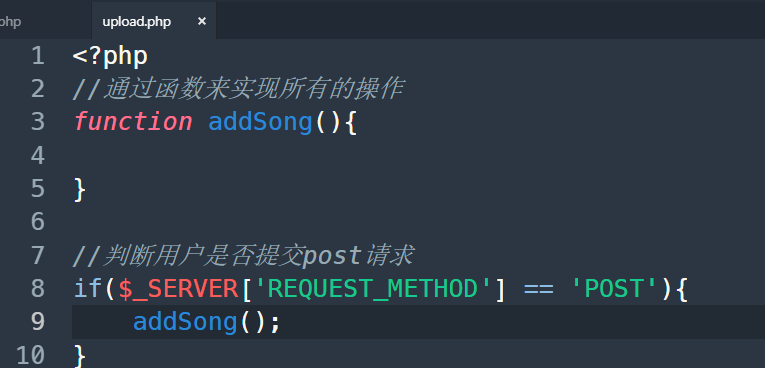 php
upload.php ×
1 <?php
2 //通过函数来实现所有的操作
3 function addSong(){
4
5 }
6
7 //判断用户是否提交post请求
8 if($_SERVER['REQUEST_METHOD'] == 'POST'){
9     addSong();
10 }